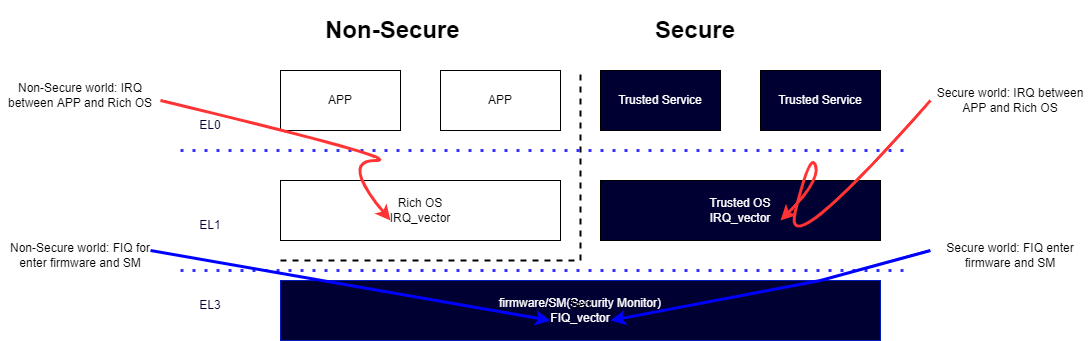 Non-Secure
Secure
Non-Secure world: IRQ
between APP and Rich OS
APP
APP
Trusted Service
Trusted Service
Secure world: IRQ between
APP and Rich OS
EL0
Rich OS
IRQ_vector
Trusted OS
IRQ_vector
EL1
Non-Secure world: FIQ for
enter firmware and SM
Secure world: FIQ enter
firmware and SM
EL3
firmware/SM(Security Monitor)
FIQ_vector